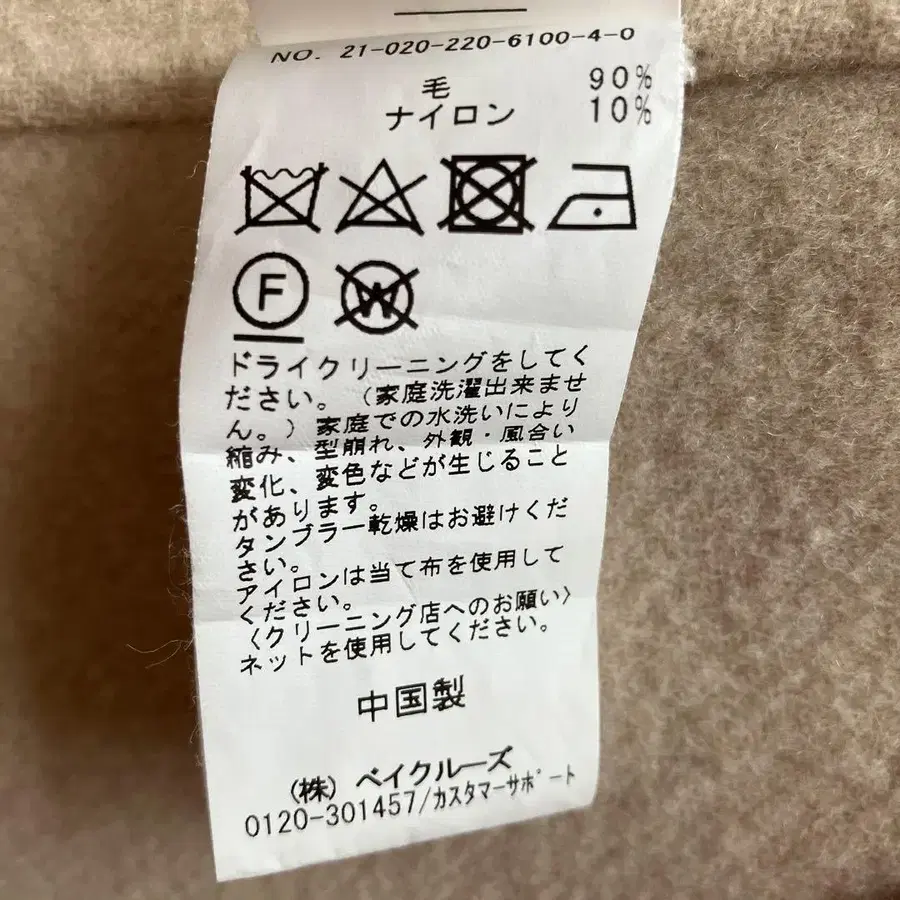 NO. 21-020-220-6100-4-0
毛 90%
ナイロン 10%
F
W
ドライクリーニングをしてく
ださい。（家庭洗濯出来ませ
ん。）家庭での水洗いにより
縮み、型崩れ、外観・風合い
変化、変色などが生じること
があります。
タンブラー乾燥はお避けくだ
さい。
アイロンは当て布を使用して
ください。
〈クリーニング店へのお願い〉
ネットを使用してください。
中国製
（株）ベイクルーズ
0120-301457/カスタマーサポート